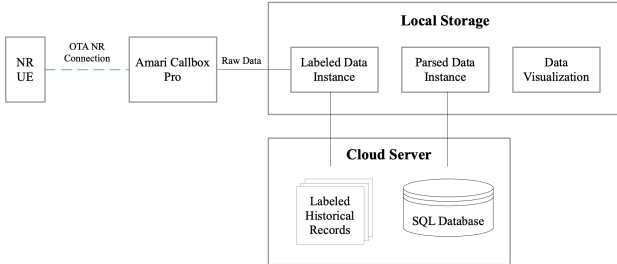 Local Storage
NR
UE
OTA NR
Connection
Amari Callbox
Pro
Raw Data
Labeled Data
Instance
Parsed Data
Instance
Data
Visualization
Cloud Server
Labeled
Historical
Records
SQL Database